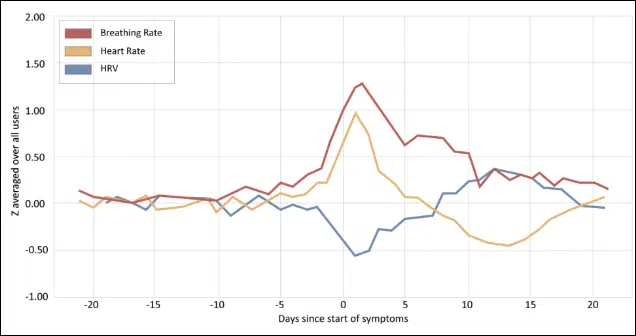 2.00
Breathing Rate
Heart Rate
HRV
1.50
1.00
0.50
0.00
-0.50
-1.00
Z averaged over all users
-20 -15 -10 -5 0 5 10 15 20
Days since start of symptoms